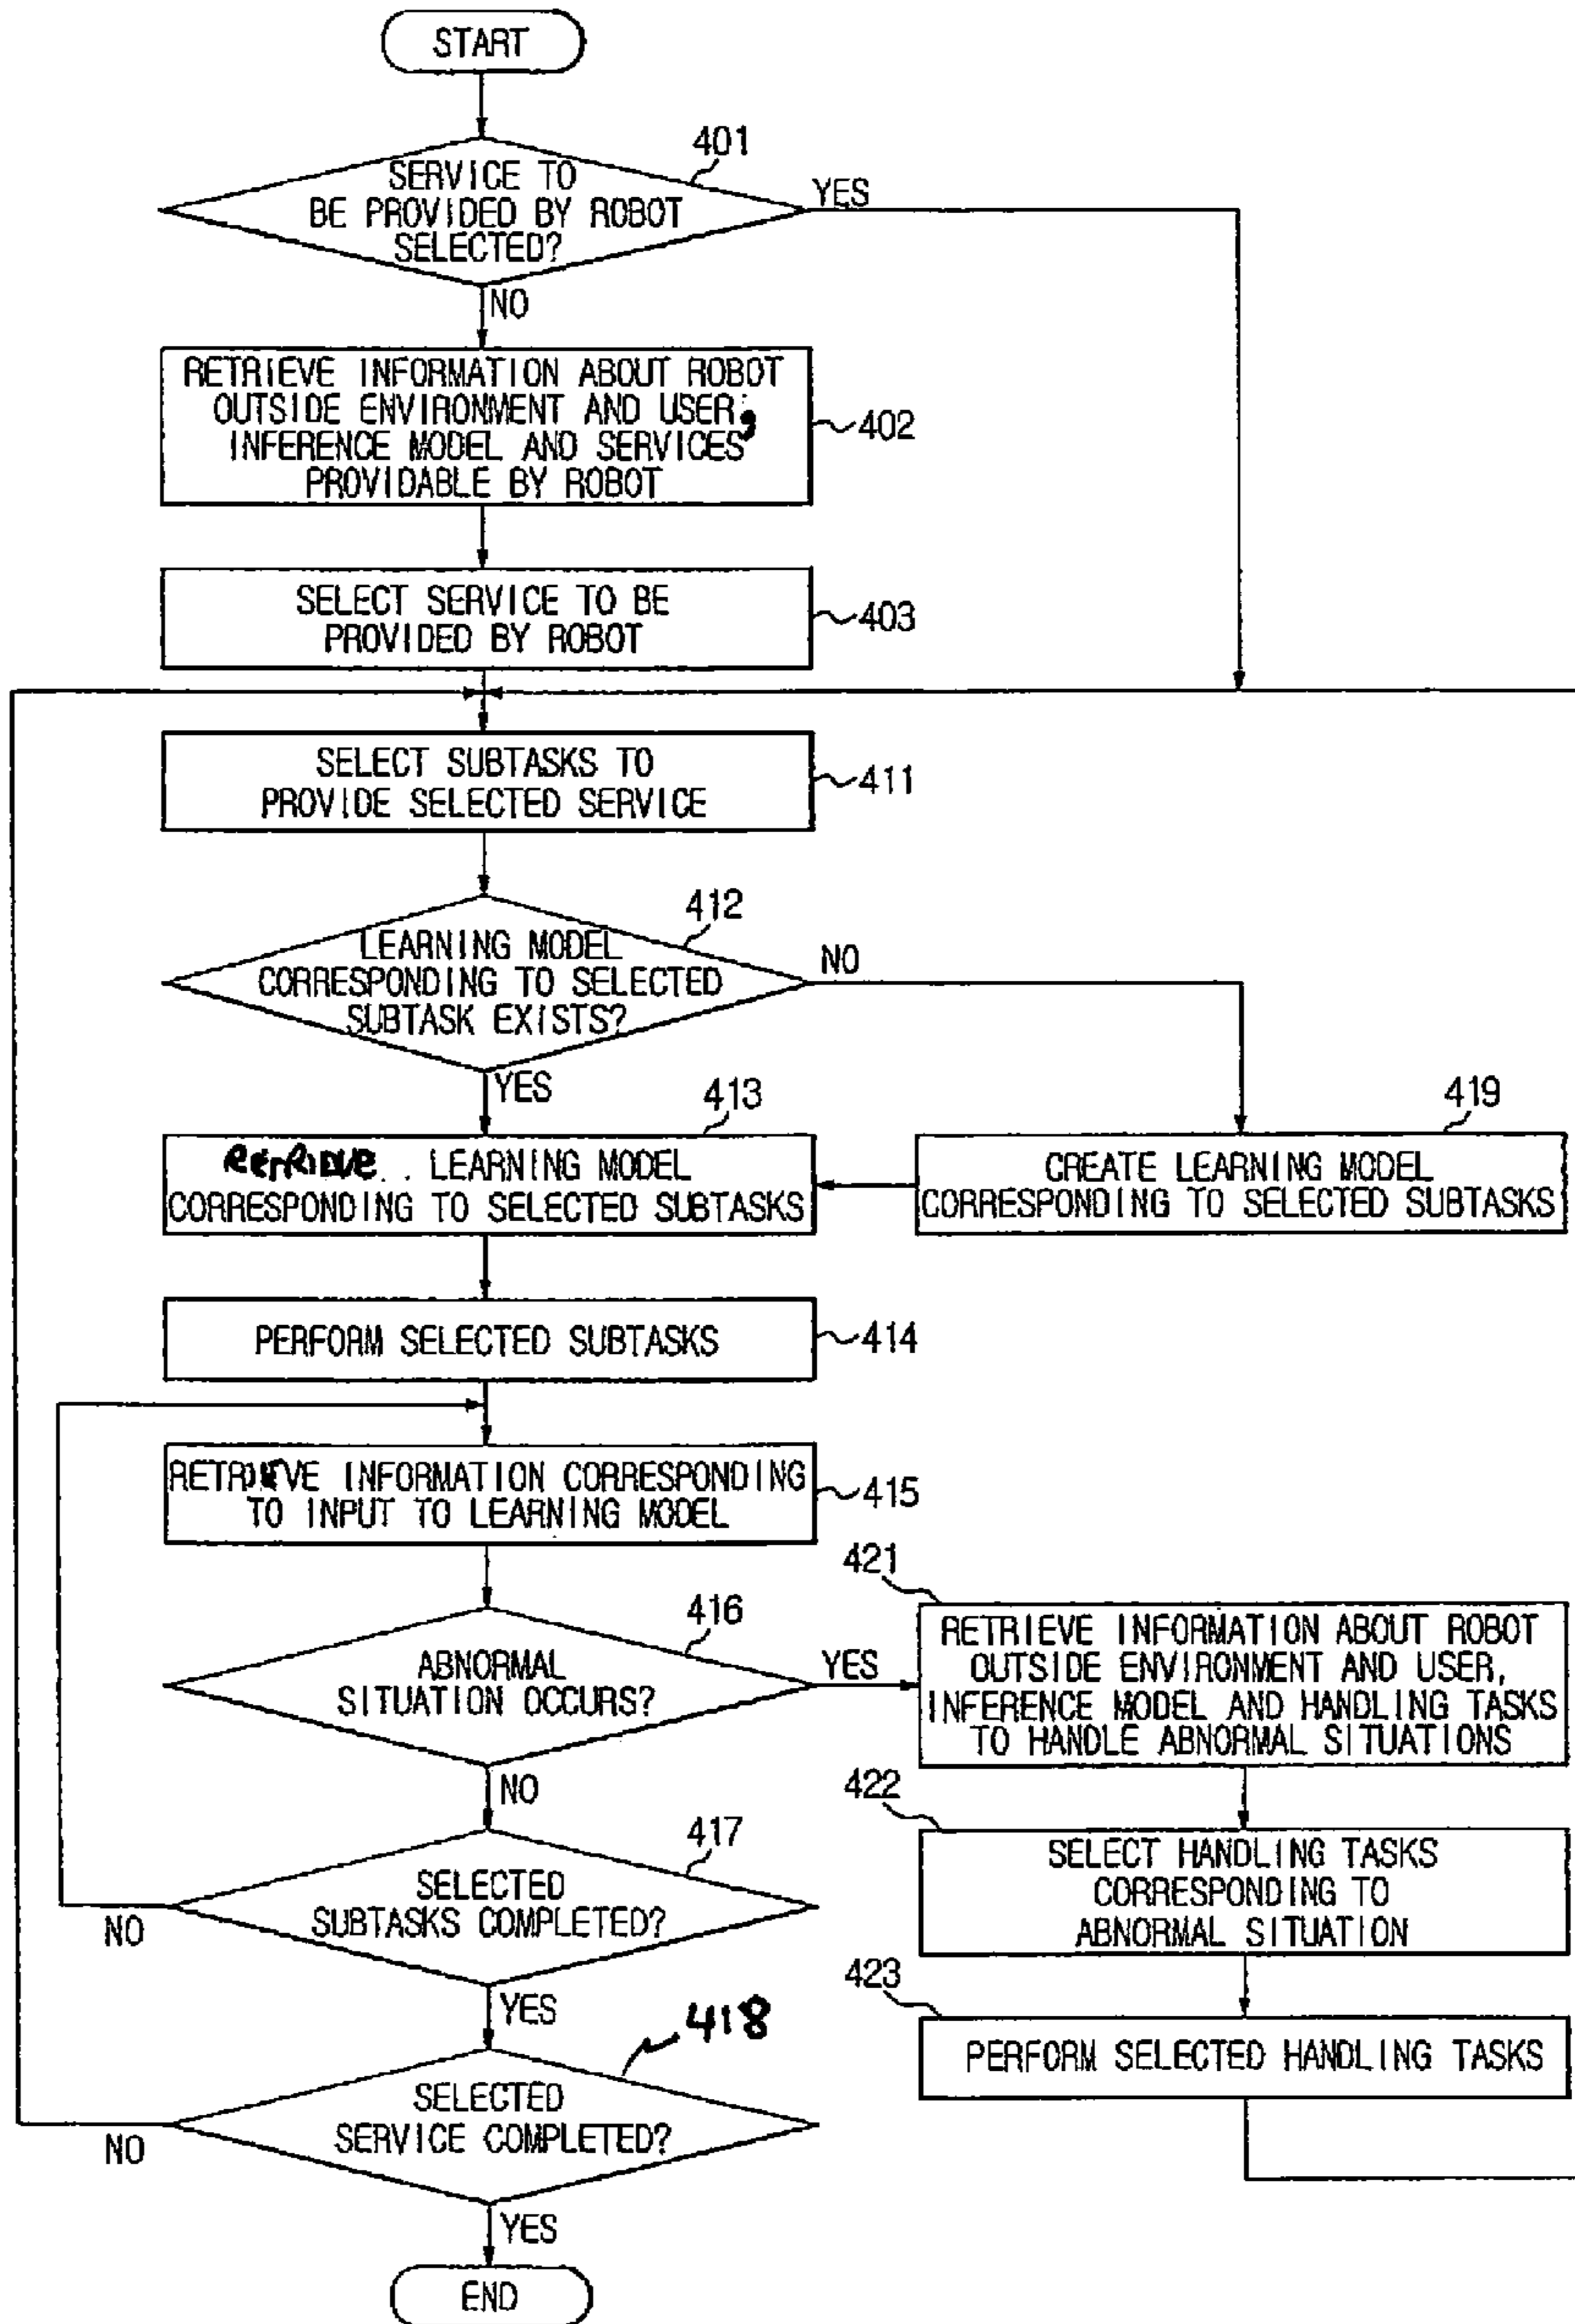 START
401
SERVICE TO
BE PROVIDED BY ROBOT
SELECTED?
YES
NO
RETRIEVE INFORMATION ABOUT ROBOT
OUTSIDE ENVIRONMENT AND USER,
INFERENCE MODEL AND SERVICES
PROVIDABLE BY ROBOT
402
SELECT SERVICE TO BE
PROVIDED BY ROBOT
403
SELECT SUBTASKS TO
PROVIDE SELECTED SERVICE
411
412
LEARNING MODEL
CORRESPONDING TO SELECTED
SUBTASK EXISTS?
NO
YES
413
RETRIEVE LEARNING MODEL
CORRESPONDING TO SELECTED SUBTASKS
419
CREATE LEARNING MODEL
CORRESPONDING TO SELECTED SUBTASKS
PERFORM SELECTED SUBTASKS
414
RETRIEVE INFORMATION CORRESPONDING
TO INPUT TO LEARNING MODEL
415
416
ABNORMAL
SITUATION OCCURS?
YES
NO
421
RETRIEVE INFORMATION ABOUT ROBOT
OUTSIDE ENVIRONMENT AND USER,
INFERENCE MODEL AND HANDLING TASKS
TO HANDLE ABNORMAL SITUATIONS
422
SELECT HANDLING TASKS
CORRESPONDING TO
ABNORMAL SITUATION
417
SELECTED
SUBTASKS COMPLETED?
NO
YES
423
PERFORM SELECTED HANDLING TASKS
418
SELECTED
SERVICE COMPLETED?
NO
YES
END